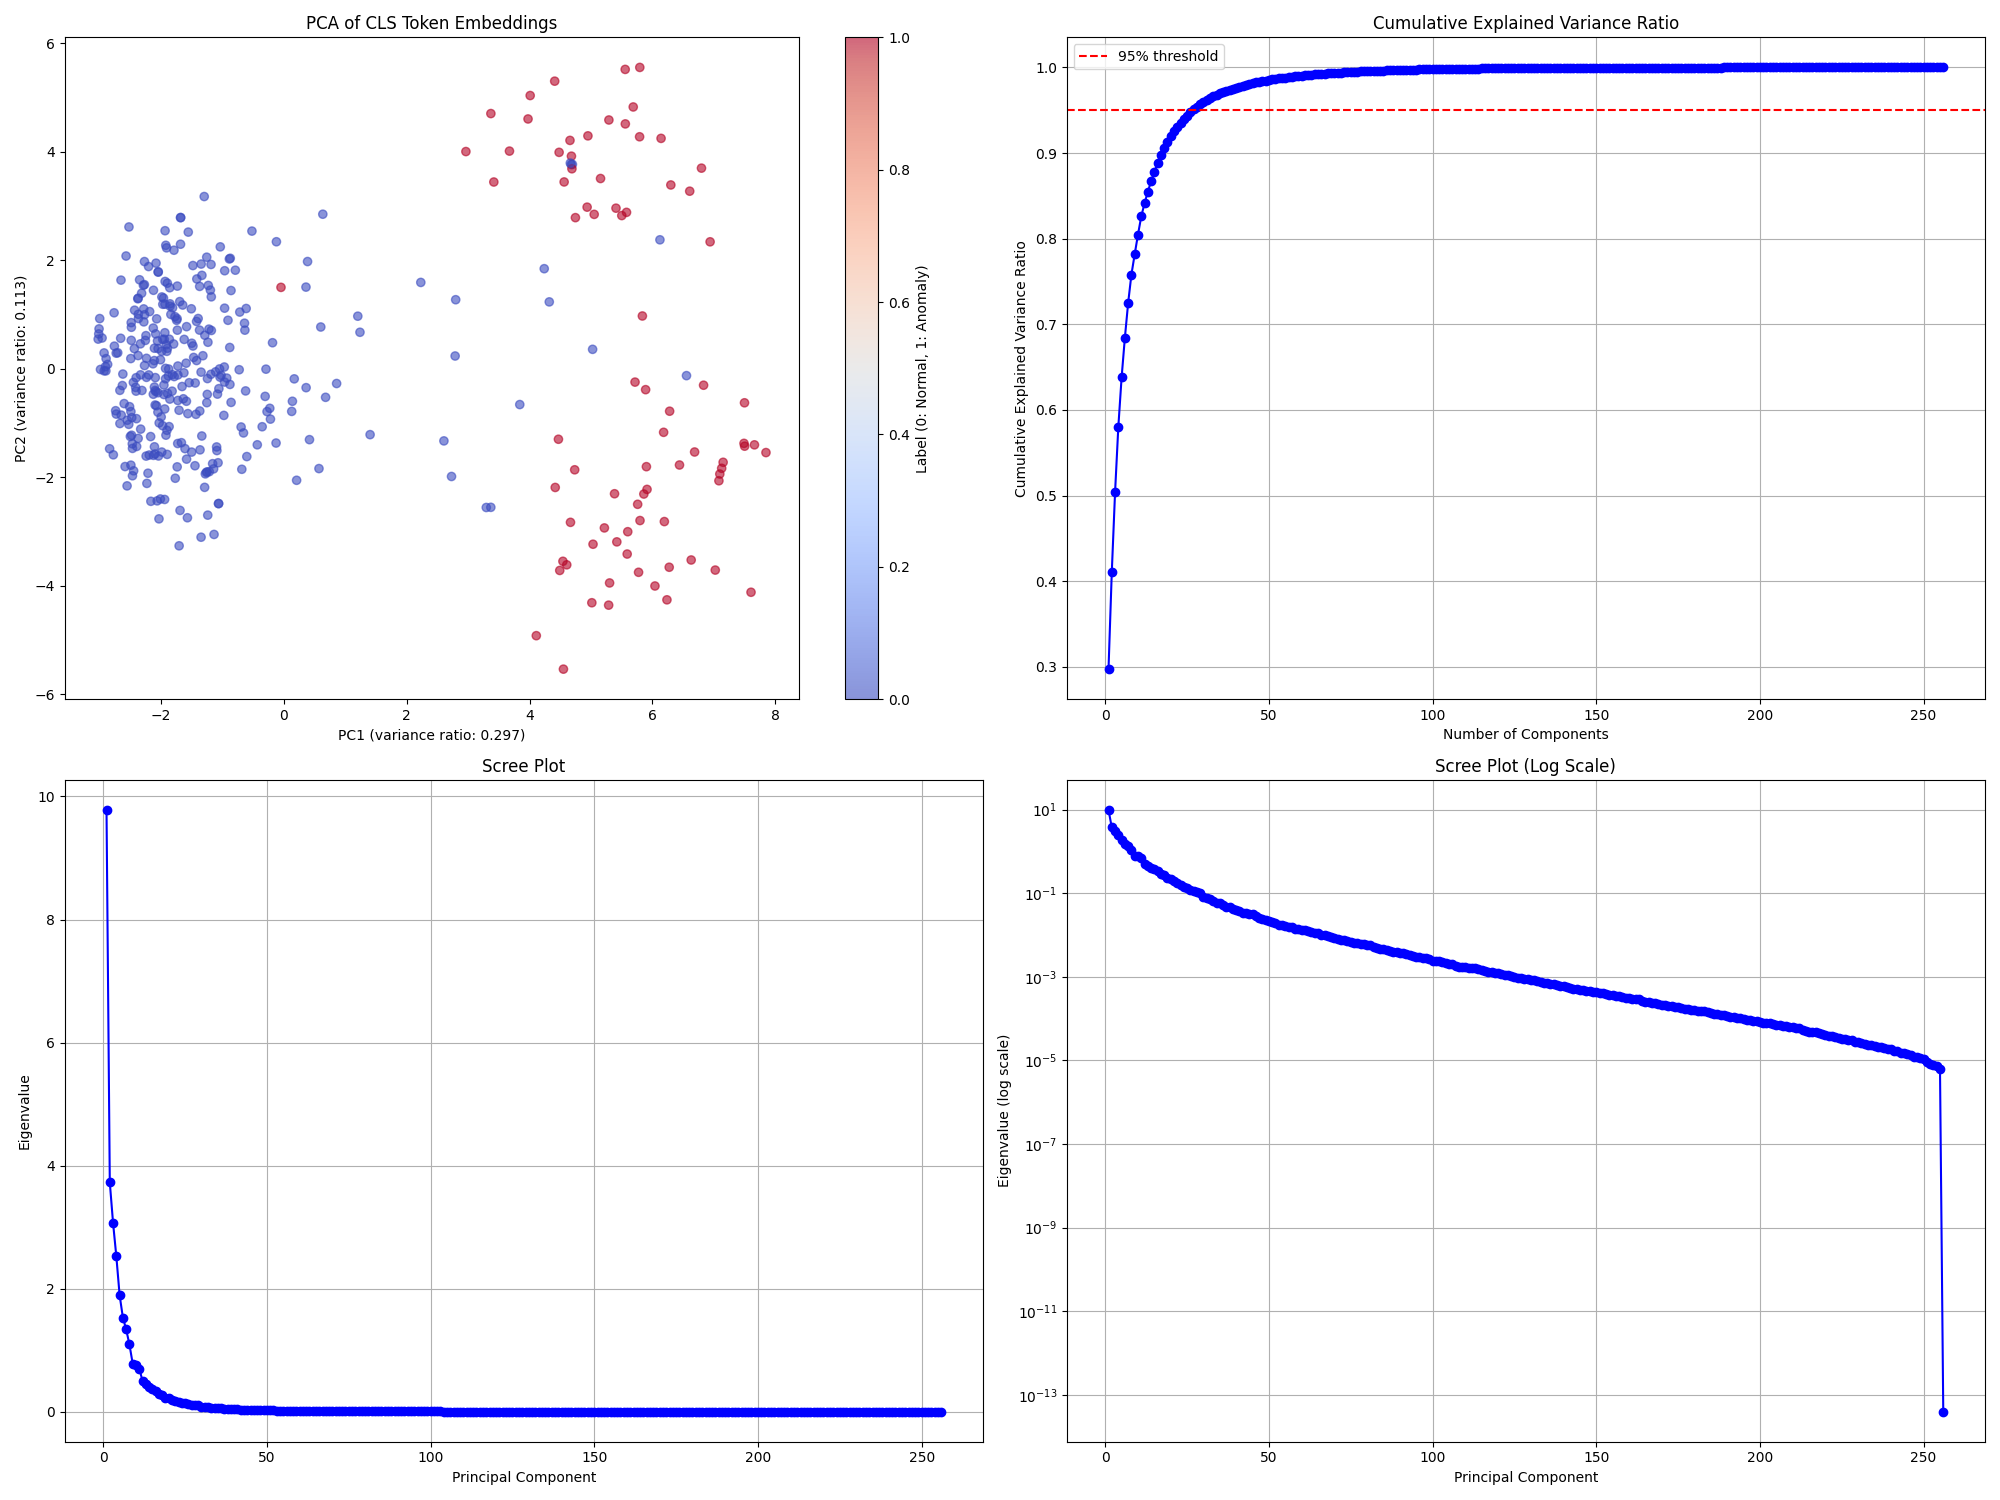 PCA of CLS Token Embeddings
6
4
2
0
−2
−4
−6
PC2 (variance ratio: 0.113)
−2 0 2 4 6 8
PC1 (variance ratio: 0.297)
1.0
0.8
0.6
0.4
0.2
0.0
Label (0: Normal, 1: Anomaly)
Cumulative Explained Variance Ratio
95% threshold
1.0
0.9
0.8
0.7
0.6
0.5
0.4
0.3
Cumulative Explained Variance Ratio
0 50 100 150 200 250
Number of Components
Scree Plot
10
8
6
4
2
0
Eigenvalue
0 50 100 150 200 250
Principal Component
Scree Plot (Log Scale)
10¹
10⁻¹
10⁻³
10⁻⁵
10⁻⁷
10⁻⁹
10⁻¹¹
10⁻¹³
Eigenvalue (log scale)
0 50 100 150 200 250
Principal Component